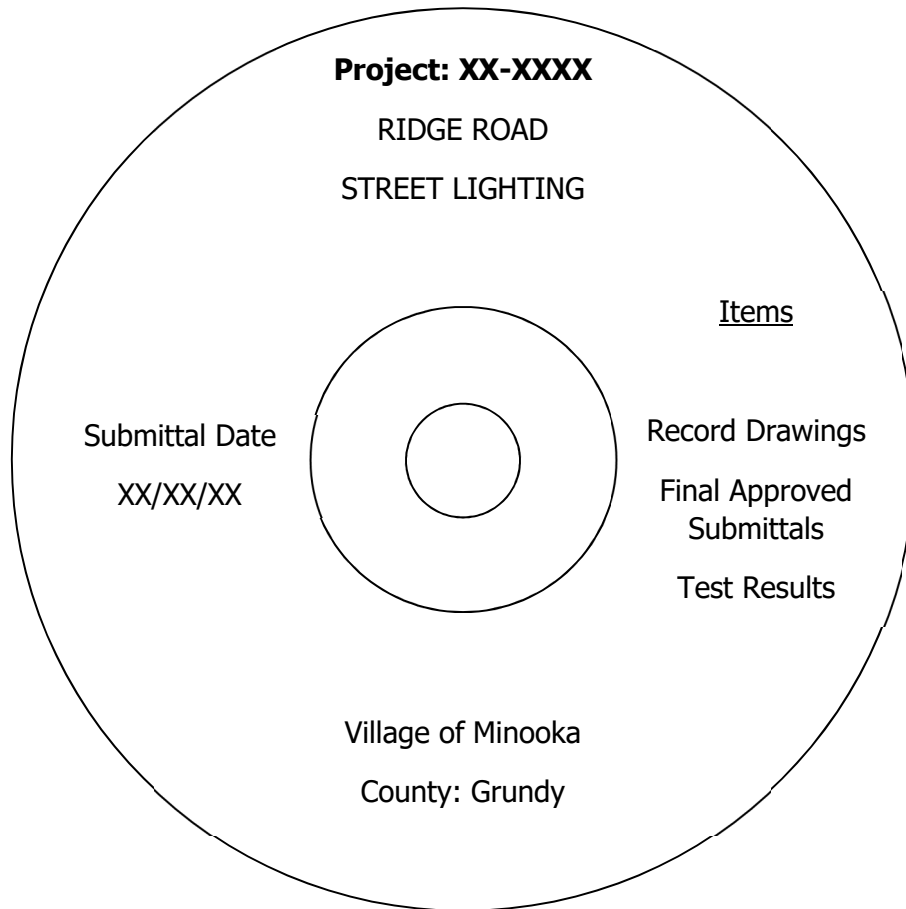 Project: XX-XXXX
RIDGE ROAD
STREET LIGHTING
Items
Submittal Date
XX/XX/XX
Record Drawings
Final Approved
Submittals
Test Results
Village of Minooka
County: Grundy